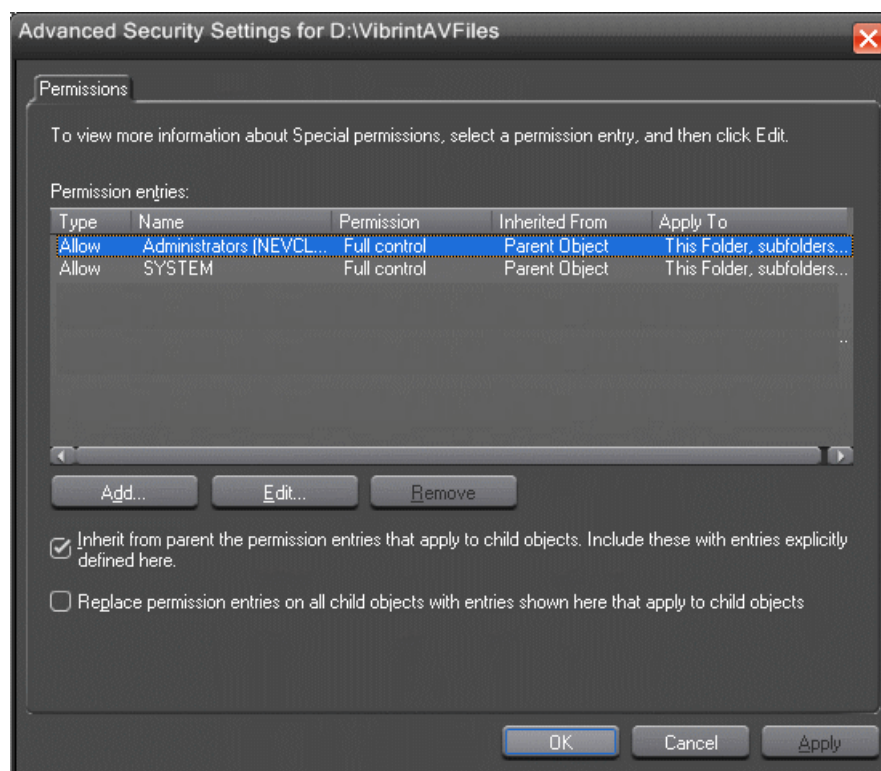 Advanced Security Settings for D:\VibrintAVFiles
Permissions
To view more information about Special permissions, select a permission entry, and then click Edit.
Permission entries:
Type Name Permission Inherited From Apply To
Allow Administrators (NEVCL... Full control Parent Object This Folder, subfolders...
Allow SYSTEM Full control Parent Object This Folder, subfolders...
Add... Edit... Remove
Inherit from parent the permission entries that apply to child objects. Include these with entries explicitly
defined here.
Replace permission entries on all child objects with entries shown here that apply to child objects
OK Cancel Apply